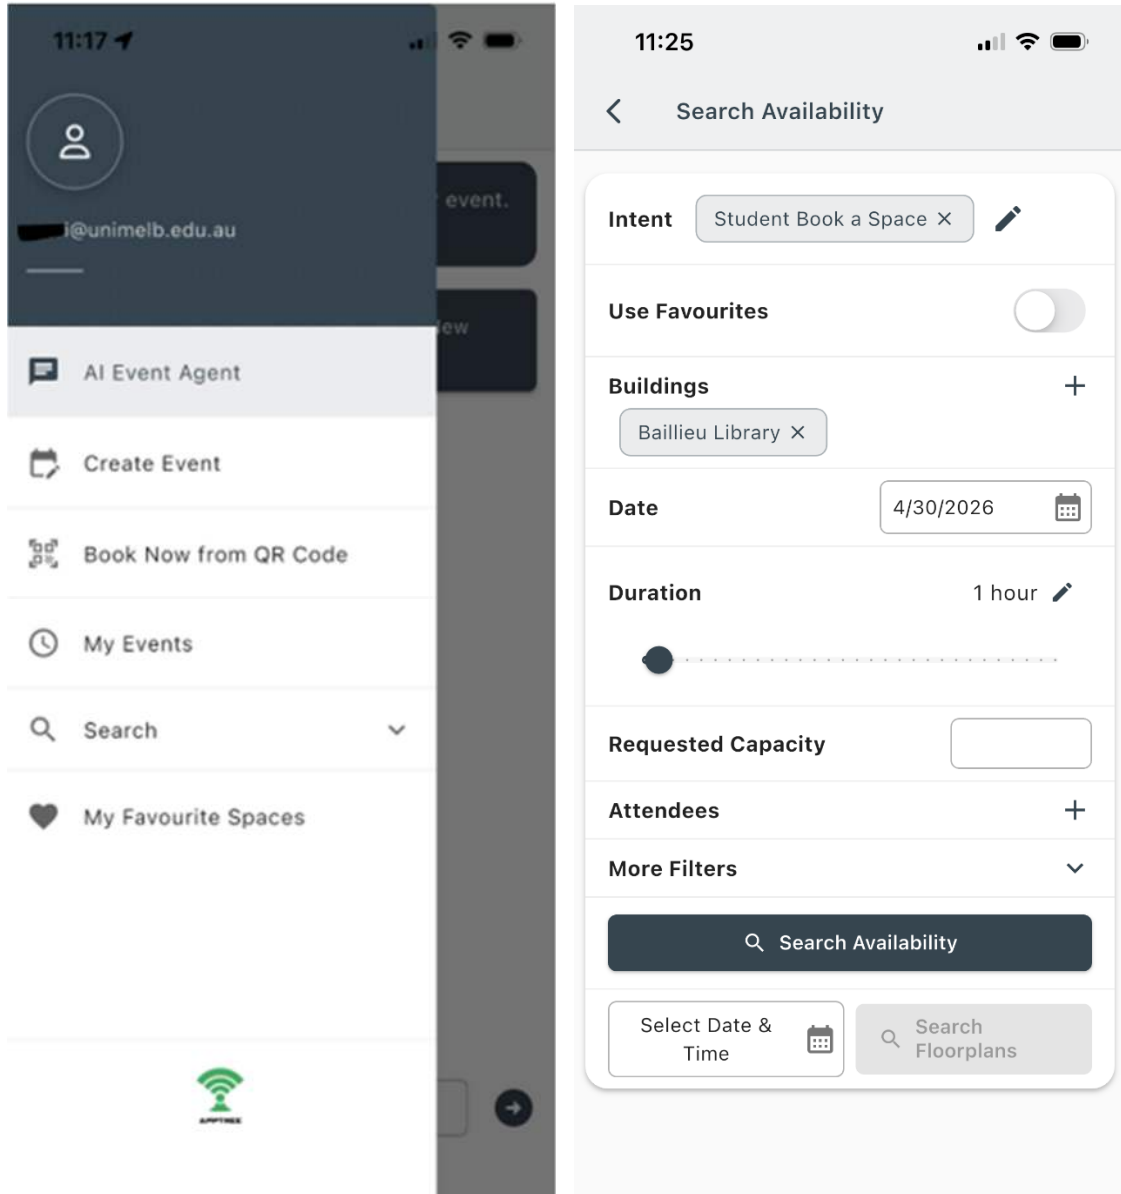 11:17
i@unimelb.edu.au
event.
ew
AI Event Agent
Create Event
Book Now from QR Code
My Events
Search
My Favourite Spaces
APPTREE
11:25
Search Availability
Intent
Student Book a Space
Use Favourites
Buildings
Baillieu Library
Date
4/30/2026
Duration
1 hour
Requested Capacity
Attendees
More Filters
Search Availability
Select Date &
Time
Search
Floorplans